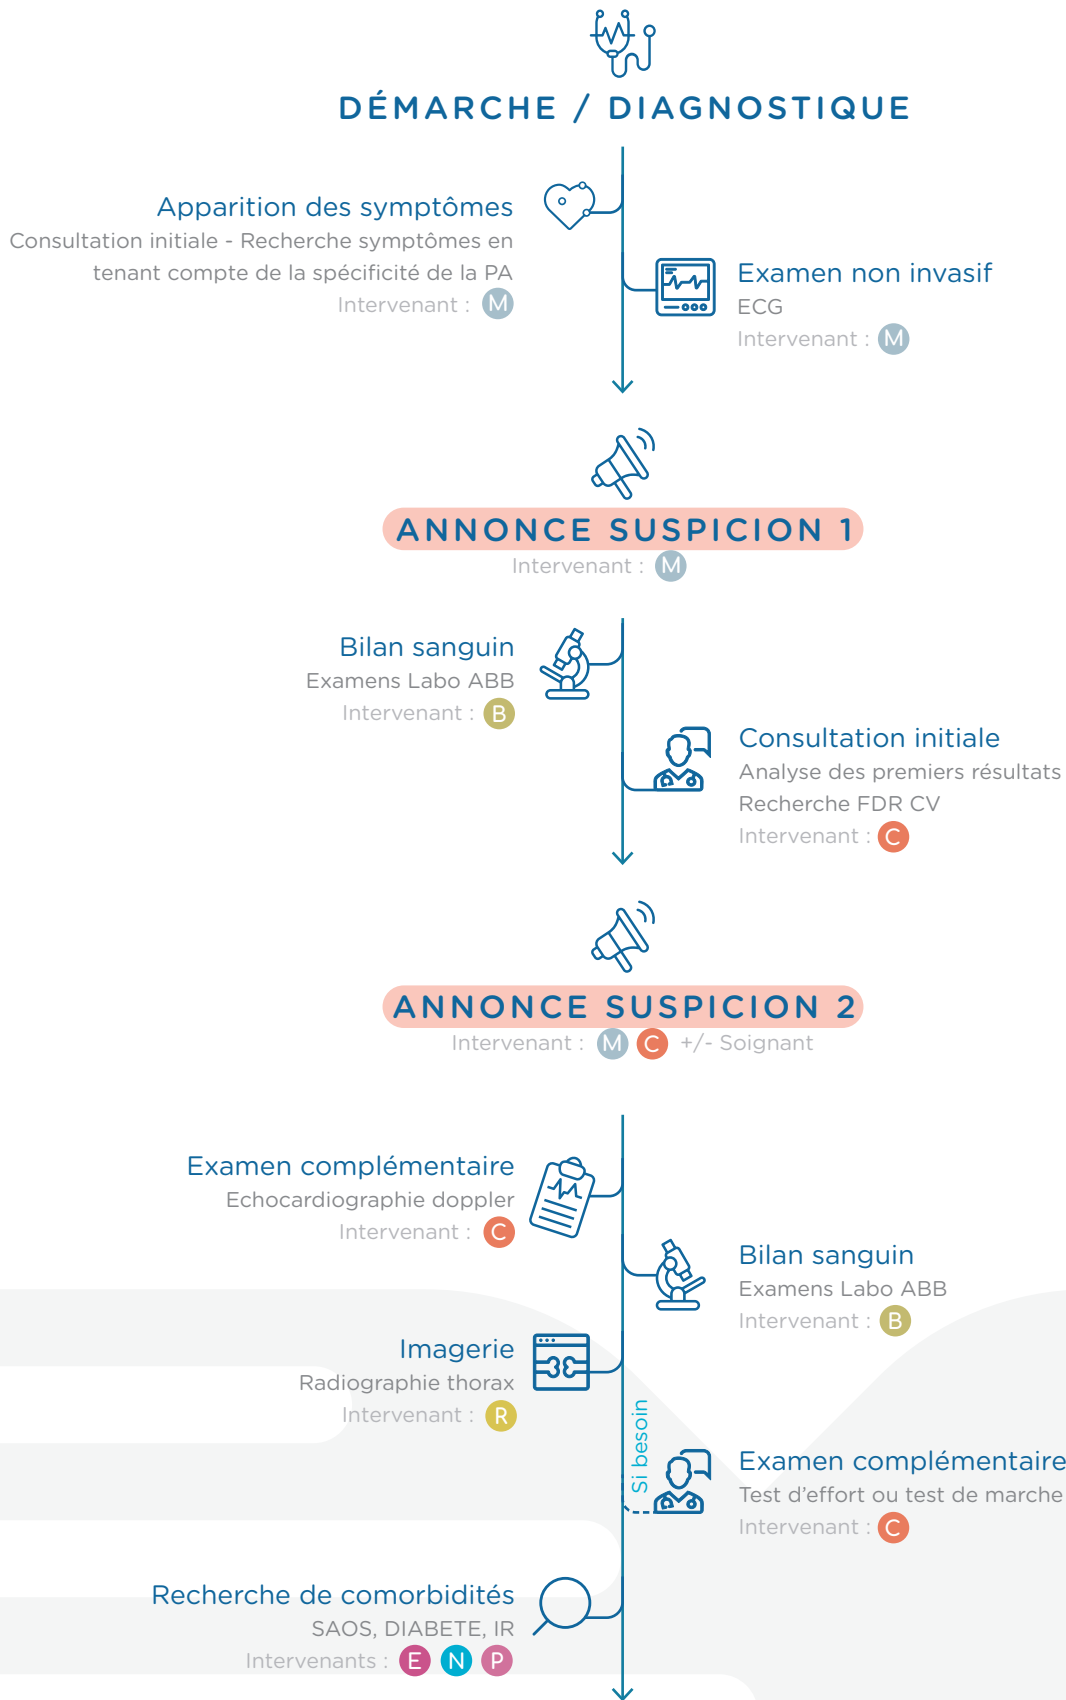 DÉMARCHE / DIAGNOSTIQUE
Apparition des symptômes
Consultation initiale - Recherche symptômes en
tenant compte de la spécificité de la PA
Intervenant : M
Examen non invasif
ECG
Intervenant : M
ANNONCE SUSPICION 1
Intervenant : M
Bilan sanguin
Examens Labo ABB
Intervenant : B
Consultation initiale
Analyse des premiers résultats
Recherche FDR CV
Intervenant : C
ANNONCE SUSPICION 2
Intervenant : M C +/- Soignant
Examen complémentaire
Echocardiographie doppler
Intervenant : C
Bilan sanguin
Examens Labo ABB
Intervenant : B
Imagerie
Radiographie thorax
Intervenant : R
Si besoin
Examen complémentaire
Test d'effort ou test de marche
Intervenant : C
Recherche de comorbidités
SAOS, DIABETE, IR
Intervenants : E N P